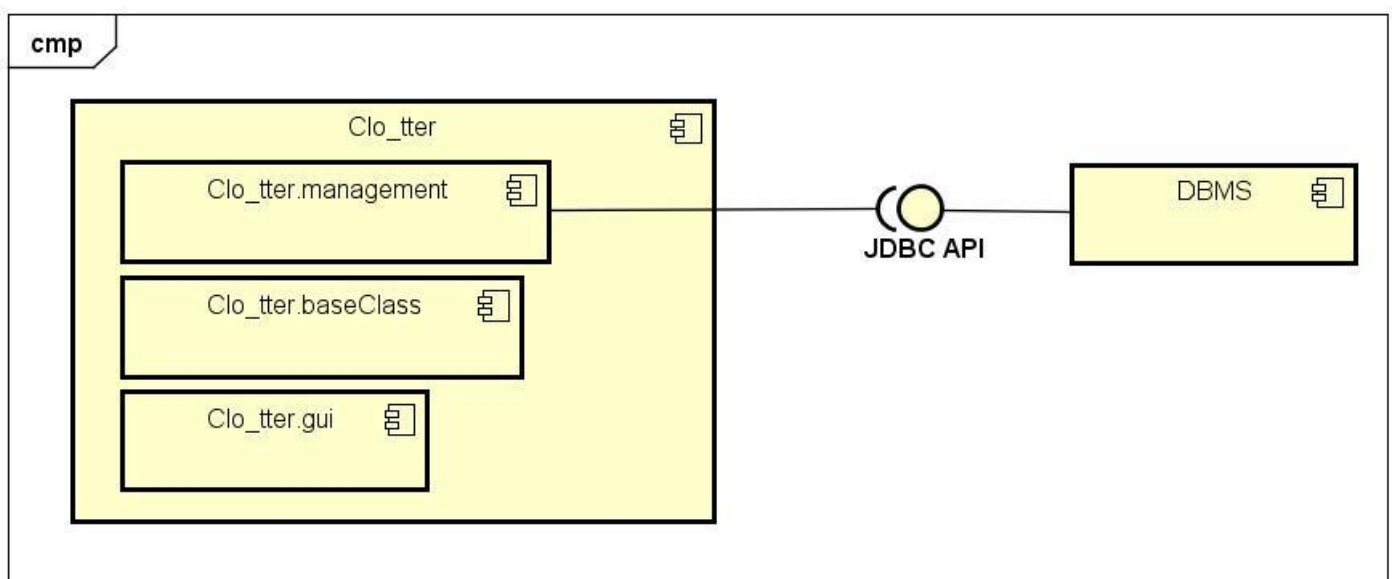 cmp
Clo_tter
Clo_tter.management
DBMS
JDBC API
Clo_tter.baseClass
Clo_tter.gui